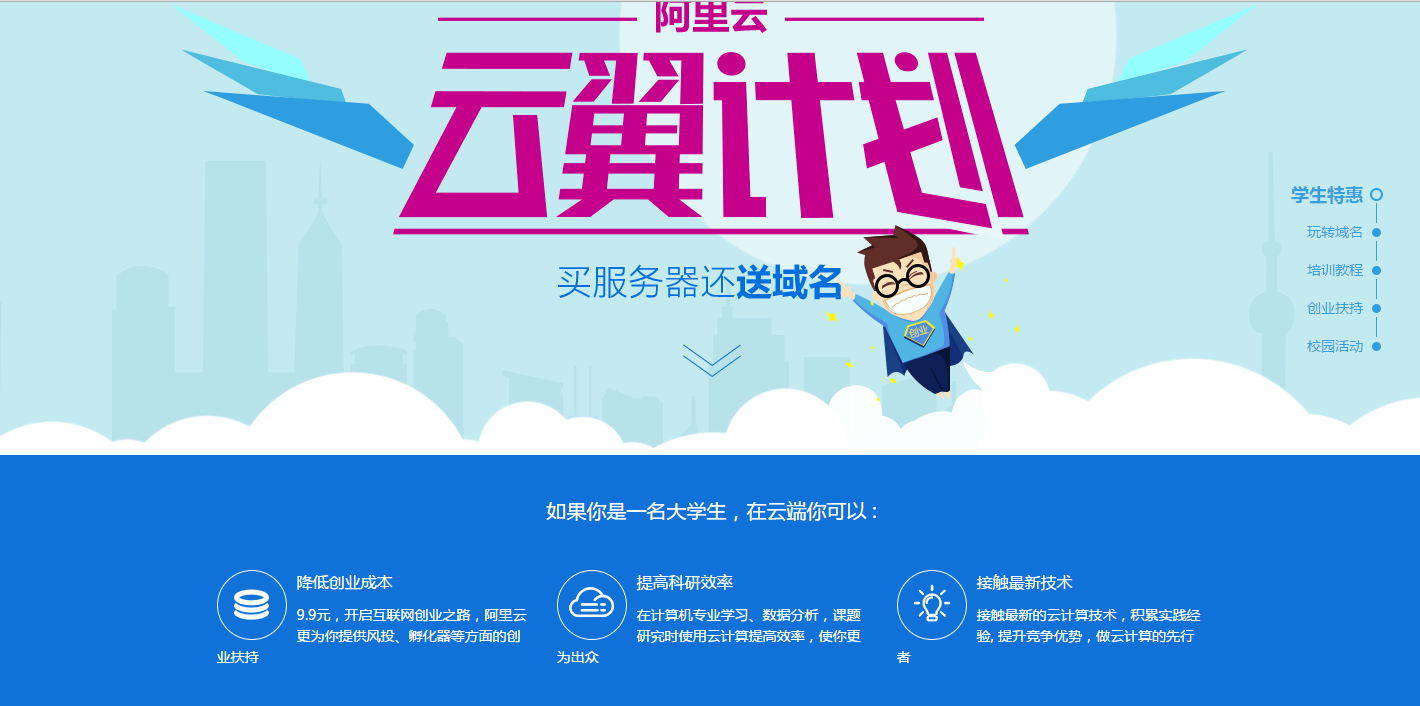 阿里云
云翼计划
买服务器还送域名
创业
学生特惠
玩转域名
培训教程
创业扶持
校园活动
如果你是一名大学生，在云端你可以：
降低创业成本
9.9元，开启互联网创业之路，阿里云
更为你提供风投、孵化器等方面的创
业扶持
提高科研效率
在计算机专业学习、数据分析，课题
研究时使用云计算提高效率，使你更
为出众
接触最新技术
接触最新的云计算技术，积累实践经
验, 提升竞争优势，做云计算的先行
者